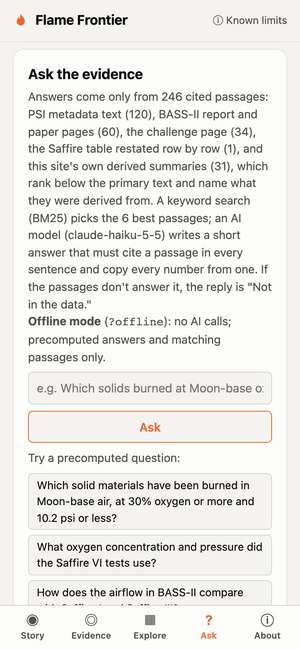 Flame Frontier
ⓘ Known limits
Ask the evidence
Answers come only from 246 cited passages:
PSI metadata text (120), BASS-II report and
paper pages (60), the challenge page (34),
the Saffire table restated row by row (1), and
this site's own derived summaries (31), which
rank below the primary text and name what
they were derived from. A keyword search
(BM25) picks the 6 best passages; an AI
model (claude-haiku-5-5) writes a short
answer that must cite a passage in every
sentence and copy every number from one. If
the passages don't answer it, the reply is "Not
in the data."
Offline mode (?offline): no AI calls;
precomputed answers and matching
passages only.
e.g. Which solids burned at Moon-base
Ask
Try a precomputed question:
Which solid materials have been burned in
Moon-base air, at 30% oxygen or more and
10.2 psi or less?
What oxygen concentration and pressure did
the Saffire VI tests use?
How does the airflow in BASS-II compare
Story
Evidence
Explore
? Ask
About